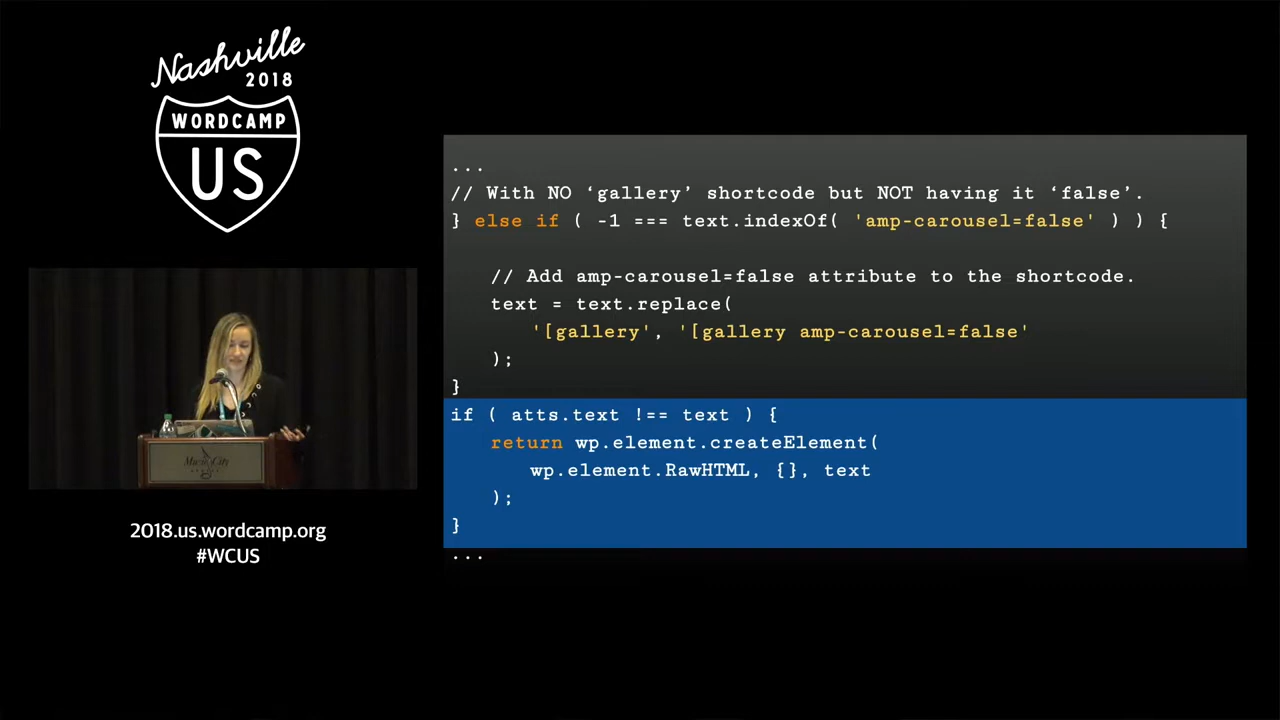 Nashville
2018
WORDCAMP
US
...
// With NO ‘gallery’ shortcode but NOT having it ‘false’.
} else if ( -1 === text.indexOf( 'amp-carousel=false' ) ) {
// Add amp-carousel=false attribute to the shortcode.
text = text.replace(
'[gallery', '[gallery amp-carousel=false'
);
}
if ( atts.text !== text ) {
return wp.element.createElement(
wp.element.RawHTML, {}, text
);
}
...
Music City
2018.us.wordcamp.org
#WCUS